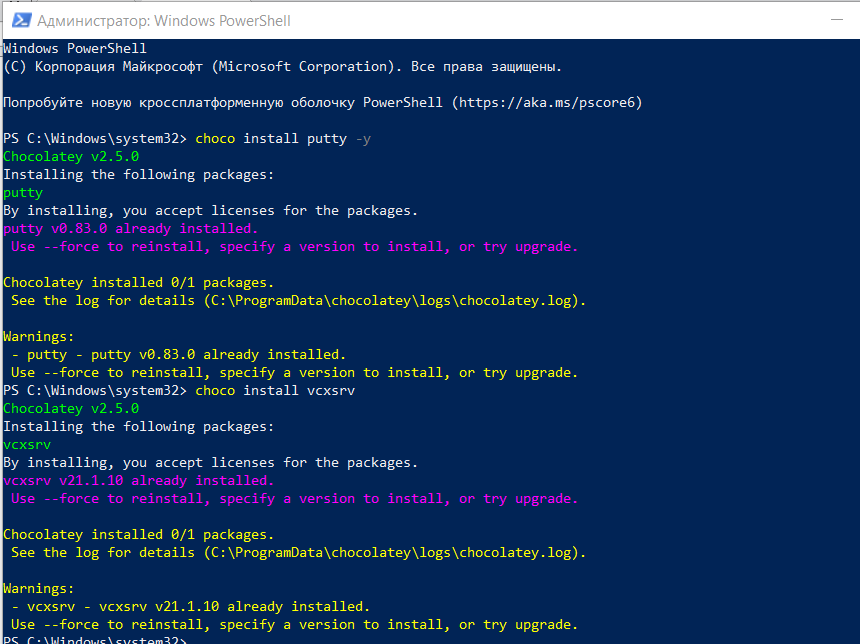 Администратор: Windows PowerShell
Windows PowerShell
(C) Корпорация Майкрософт (Microsoft Corporation). Все права защищены.
Попробуйте новую кроссплатформенную оболочку PowerShell (https://aka.ms/pscore6)
PS C:\Windows\system32> choco install putty -y
Chocolatey v2.5.0
Installing the following packages:
putty
By installing, you accept licenses for the packages.
putty v0.83.0 already installed.
Use --force to reinstall, specify a version to install, or try upgrade.
Chocolatey installed 0/1 packages.
See the log for details (C:\ProgramData\chocolatey\logs\chocolatey.log).
Warnings:
- putty - putty v0.83.0 already installed.
Use --force to reinstall, specify a version to install, or try upgrade.
PS C:\Windows\system32> choco install vcxsrv
Chocolatey v2.5.0
Installing the following packages:
vcxsrv
By installing, you accept licenses for the packages.
vcxsrv v21.1.10 already installed.
Use --force to reinstall, specify a version to install, or try upgrade.
Chocolatey installed 0/1 packages.
See the log for details (C:\ProgramData\chocolatey\logs\chocolatey.log).
Warnings:
- vcxsrv - vcxsrv v21.1.10 already installed.
Use --force to reinstall, specify a version to install, or try upgrade.
PS C:\Windows\system32>